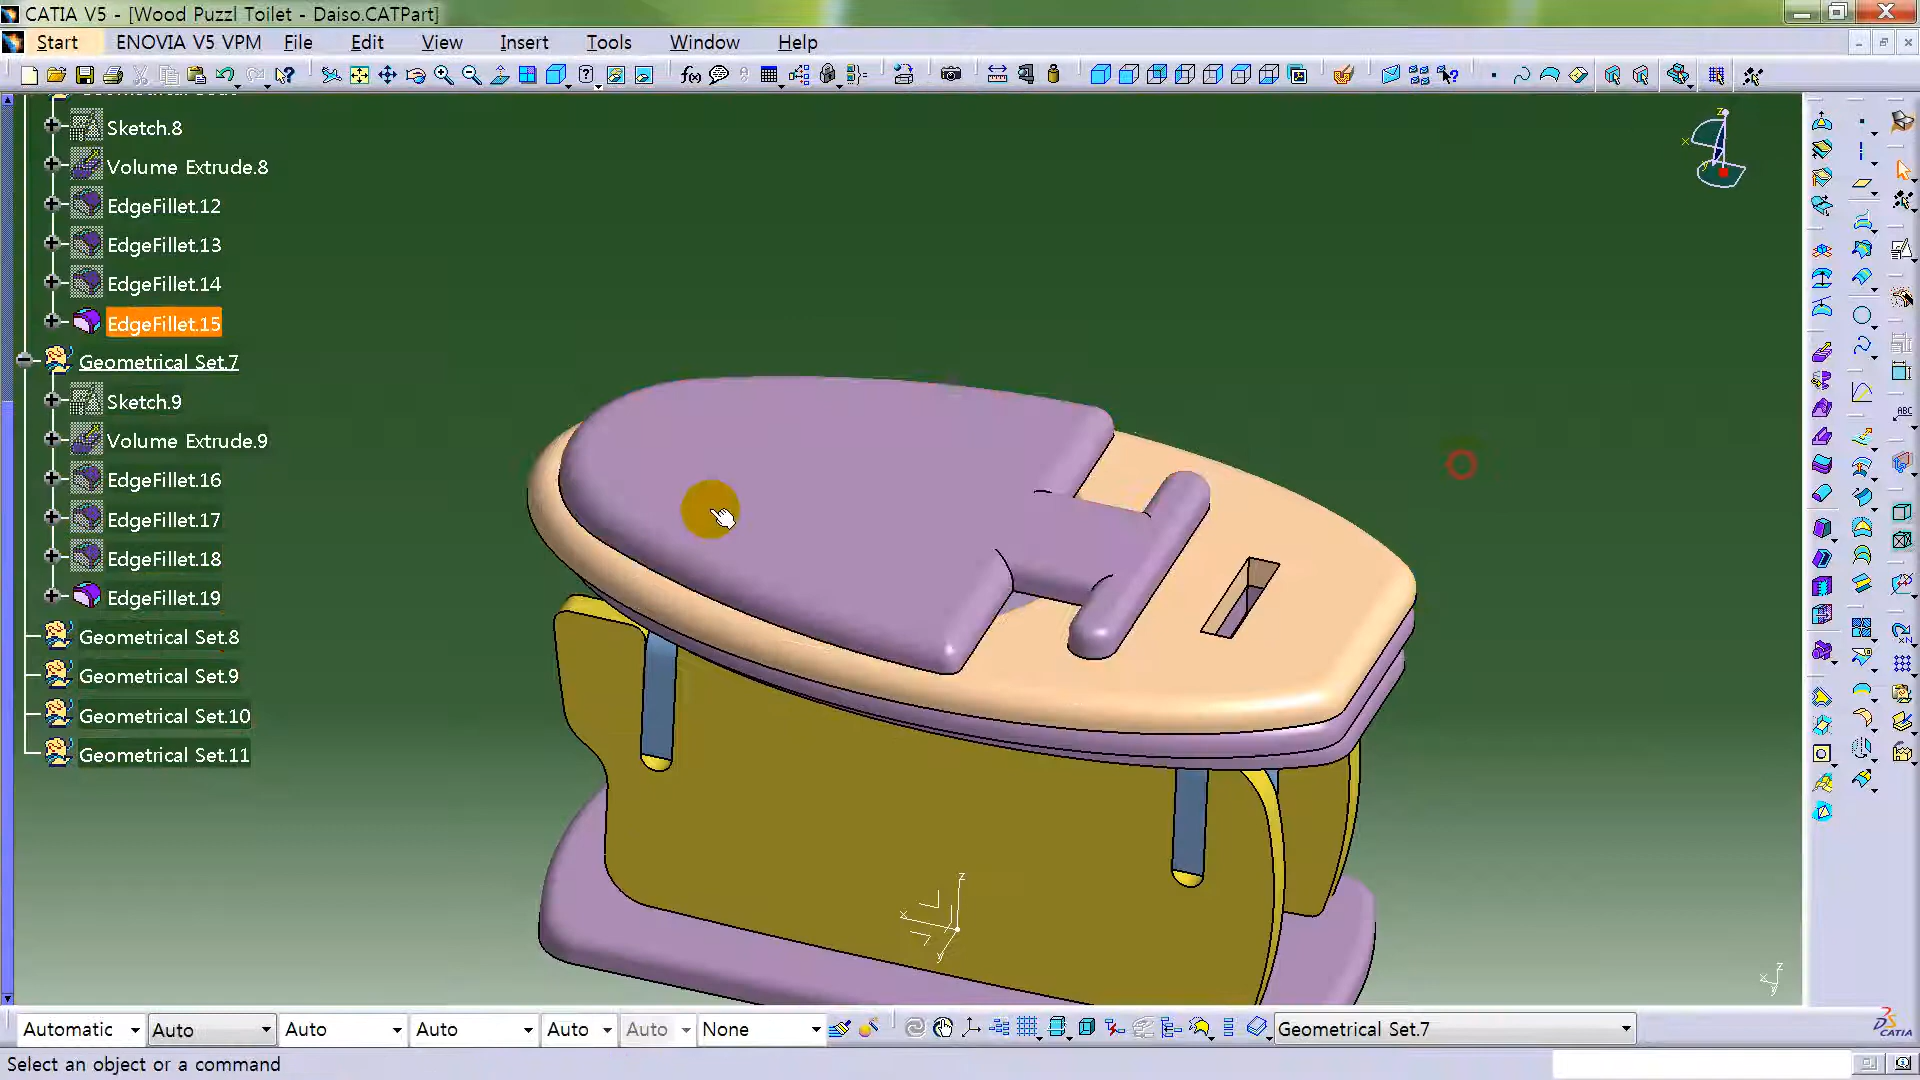 CATIA V5 - [Wood Puzzl Toilet - Daiso.CATPart]
Start ENOVIA V5 VPM File Edit View Insert Tools Window Help
Sketch.8
Volume Extrude.8
EdgeFillet.12
EdgeFillet.13
EdgeFillet.14
EdgeFillet.15
Geometrical Set.7
Sketch.9
Volume Extrude.9
EdgeFillet.16
EdgeFillet.17
EdgeFillet.18
EdgeFillet.19
Geometrical Set.8
Geometrical Set.9
Geometrical Set.10
Geometrical Set.11
z
x
y
z
x
y
z
x
y
ABC
Automatic Auto Auto Auto Auto Auto None Geometrical Set.7
CATIA
Select an object or a command